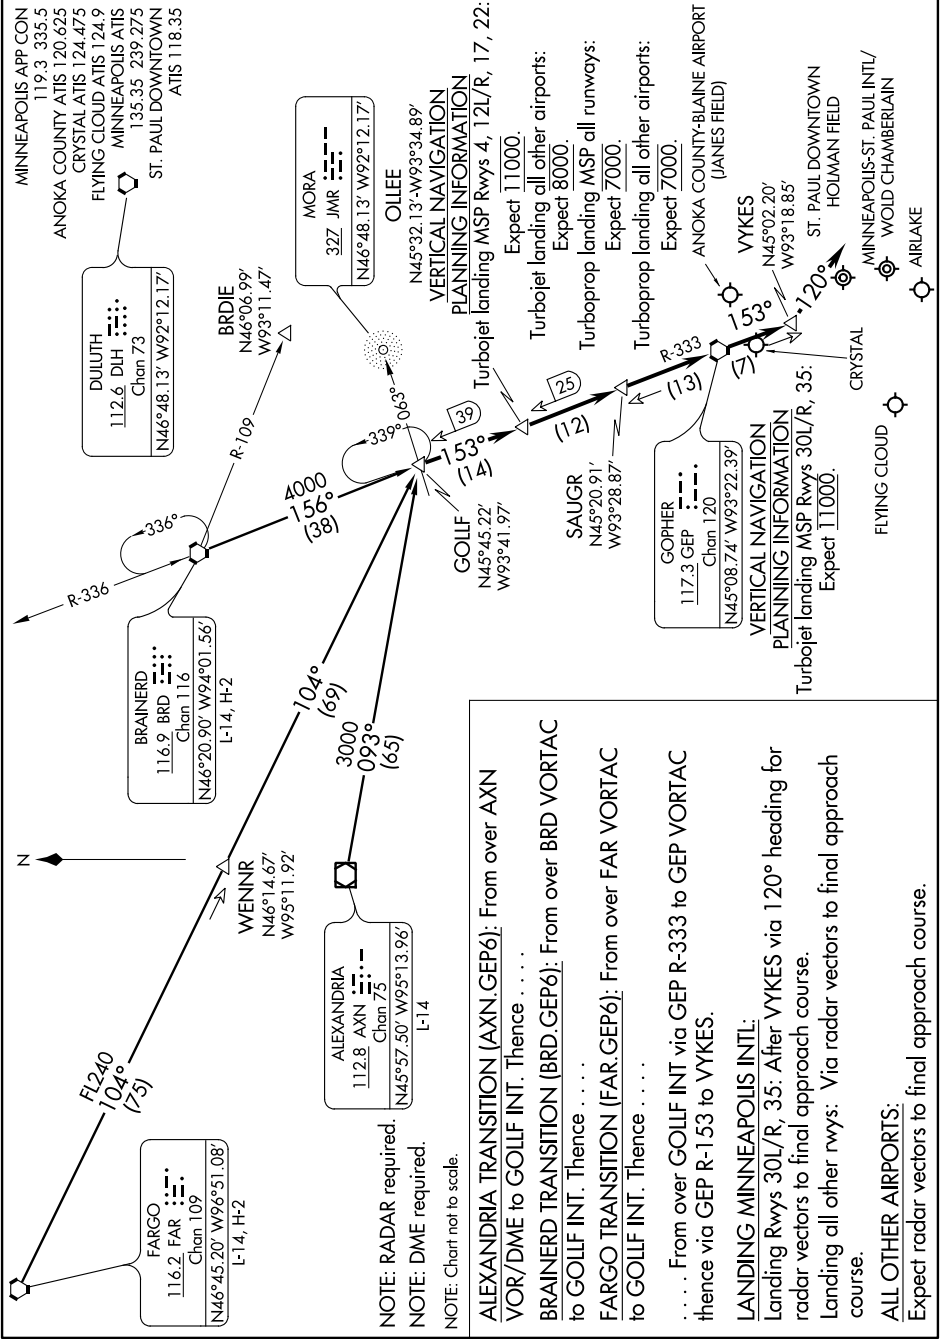 MINNEAPOLIS APP CON
119.3 335.5
ANOKA COUNTY ATIS 120.625
CRYSTAL ATIS 124.475
FLYING CLOUD ATIS 124.9
MINNEAPOLIS ATIS
135.35 239.275
ST. PAUL DOWNTOWN
ATIS 118.35
DULUTH
112.6 DLH
Chan 73
N46°48.13' W92°12.17'
BRDIE
N46°06.99'
W93°11.47'
R-109
MORA
327 JMR
N46°48.13' W92°12.17'
R-336
336°
BRAINERD
116.9 BRD
Chan 116
N46°20.90' W94°01.56'
L-14, H-2
4000
156°
(38)
339°
063°
OLLEE
N45°32.13'-W93°34.89'
VERTICAL NAVIGATION
PLANNING INFORMATION
Turbojet landing MSP Rwys 4, 12L/R, 17, 22:
Expect 11000.
Turbojet landing all other airports:
Expect 8000.
Turboprop landing MSP all runways:
Expect 7000.
Turboprop landing all other airports:
Expect 7000.
GOLLF
N45°45.22'
W93°41.97'
39
153°
(14)
25
(12)
SAUGR
N45°20.91'
W93°28.87'
R-333
(13)
GOPHER
117.3 GEP
Chan 120
N45°08.74' W93°22.39'
153°
(7)
ANOKA COUNTY-BLAINE AIRPORT
(JANES FIELD)
VYKES
N45°02.20'
W93°18.85'
120°
ST. PAUL DOWNTOWN
HOLMAN FIELD
MINNEAPOLIS-ST. PAUL INTL/
WOLD CHAMBERLAIN
AIRLAKE
CRYSTAL
FLYING CLOUD
VERTICAL NAVIGATION
PLANNING INFORMATION
Turbojet landing MSP Rwys 30L/R, 35:
Expect 11000.
N
FARGO
116.2 FAR
Chan 109
N46°45.20' W96°51.08'
L-14, H-2
FL240
104°
(75)
WENNR
N46°14.67'
W95°11.92'
104°
(69)
ALEXANDRIA
112.8 AXN
Chan 75
N45°57.50' W95°13.96'
L-14
3000
093°
(65)
NOTE: RADAR required.
NOTE: DME required.
NOTE: Chart not to scale.
ALEXANDRIA TRANSITION (AXN.GEP6): From over AXN
VOR/DME to GOLLF INT. Thence . . . .
BRAINERD TRANSITION (BRD.GEP6): From over BRD VORTAC
to GOLLF INT. Thence . . . .
FARGO TRANSITION (FAR.GEP6): From over FAR VORTAC
to GOLLF INT. Thence . . . .
. . . . From over GOLLF INT via GEP R-333 to GEP VORTAC
thence via GEP R-153 to VYKES.
LANDING MINNEAPOLIS INTL:
Landing Rwys 30L/R, 35: After VYKES via 120° heading for
radar vectors to final approach course.
Landing all other rwys: Via radar vectors to final approach
course.
ALL OTHER AIRPORTS:
Expect radar vectors to final approach course.